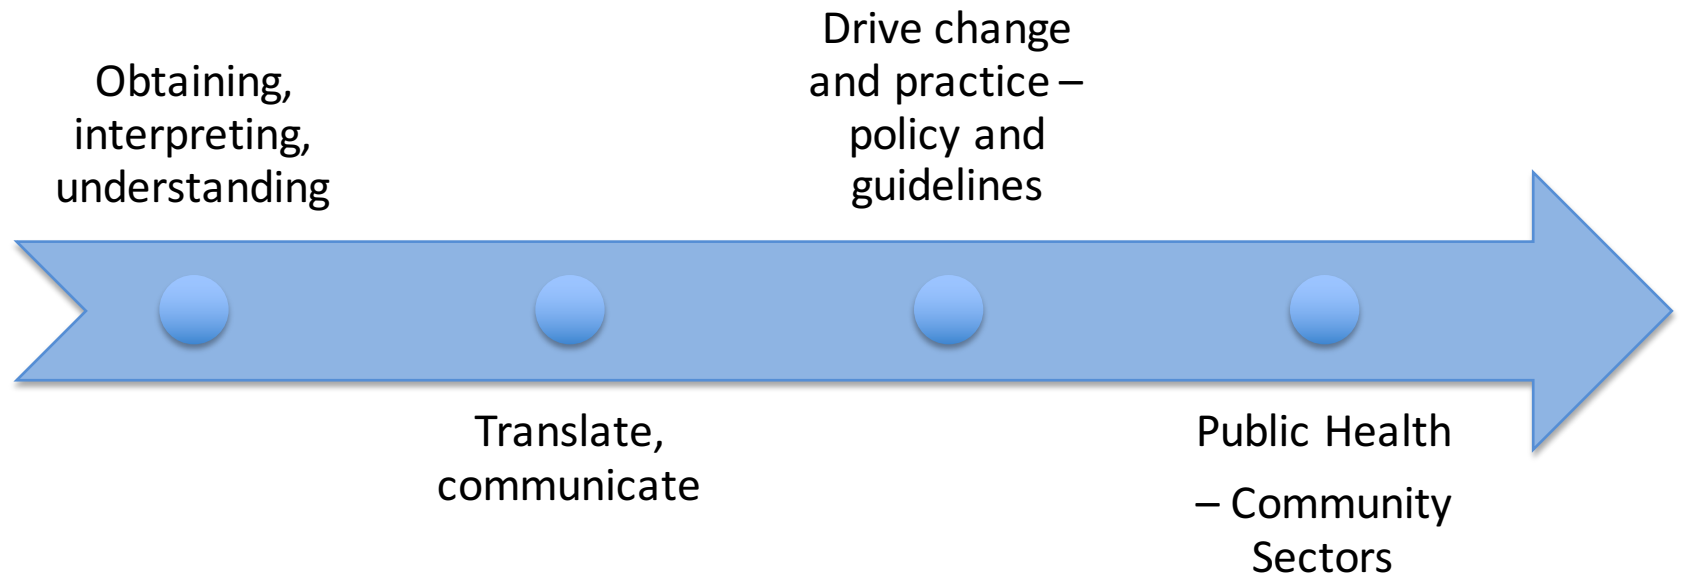 Obtaining,
interpreting,
understanding
Translate,
communicate
Drive change
and practice –
policy and
guidelines
Public Health
– Community
Sectors